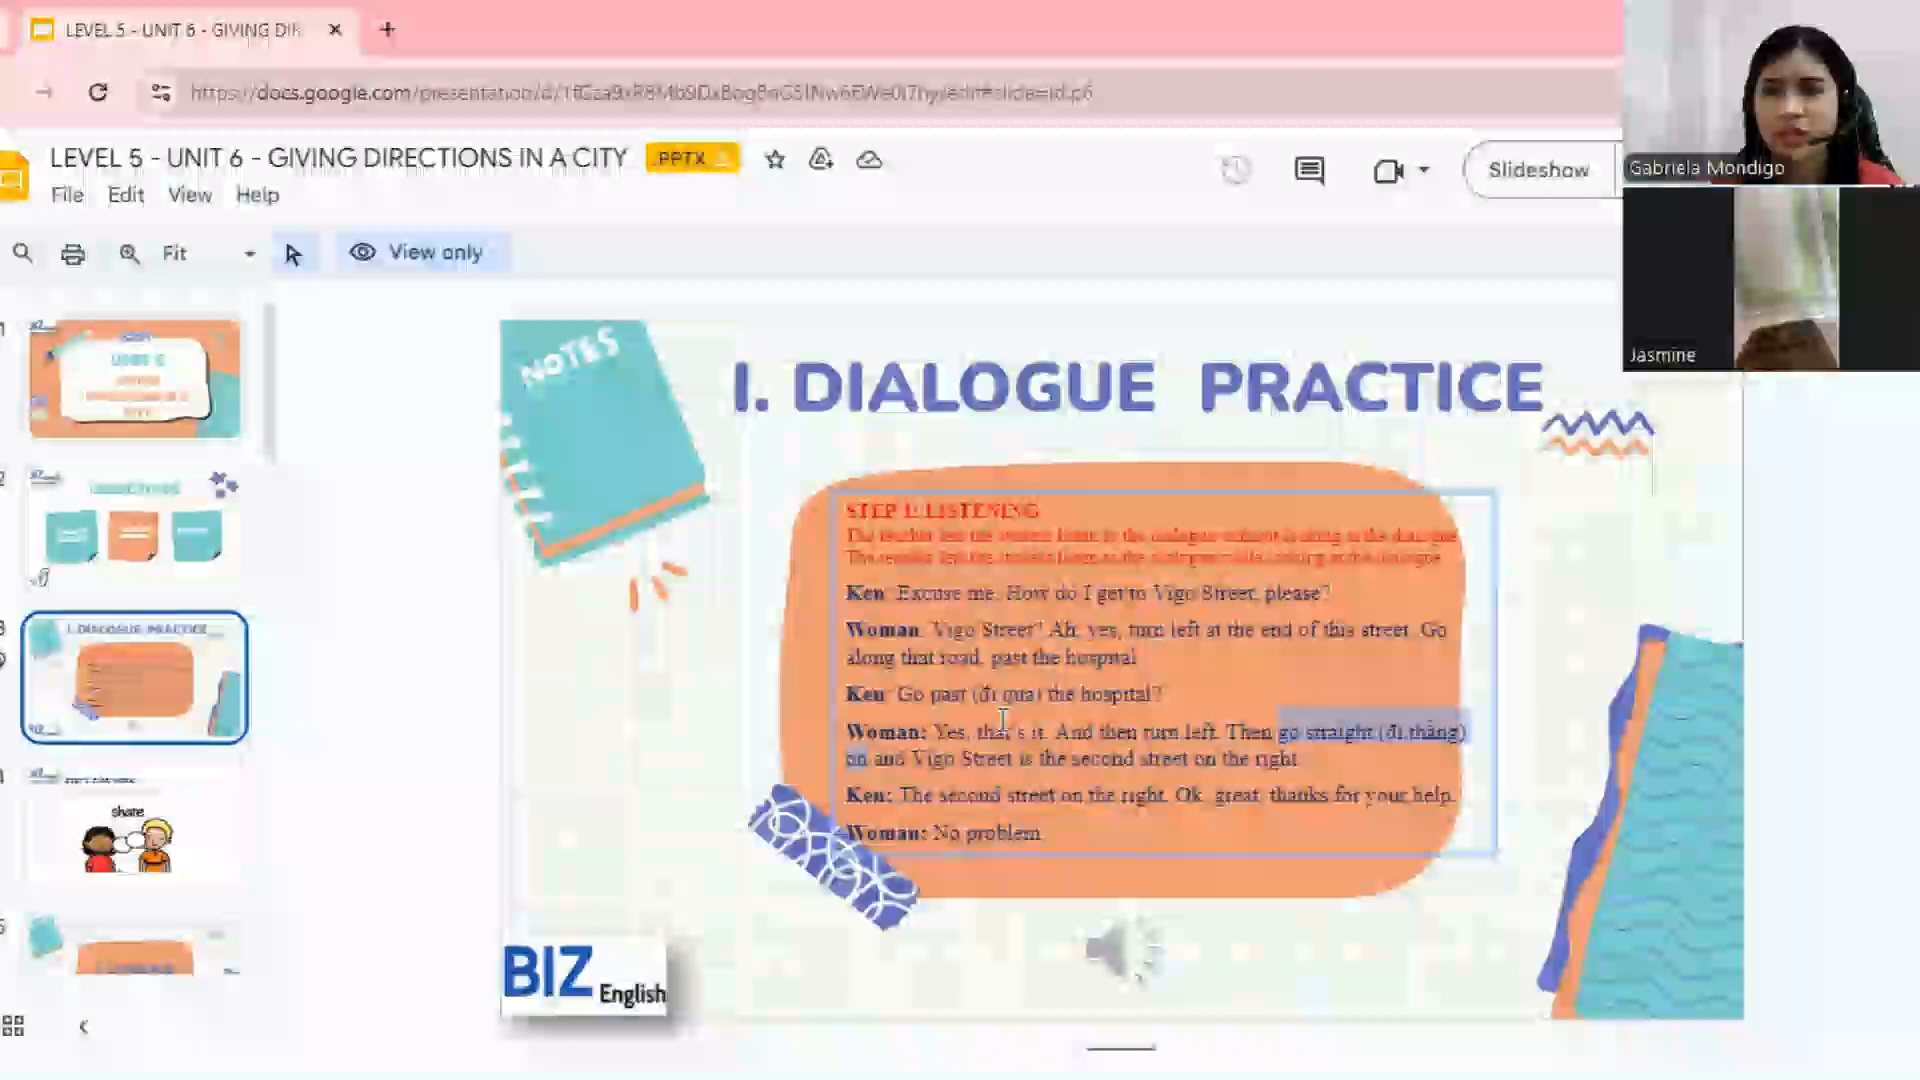 LEVEL 5 - UNIT 6 - GIVING DIR
https://docs.google.com/presentation/d/
LEVEL 5 - UNIT 6 - GIVING DIRECTIONS IN A CITY
.PPTX
File Edit View Help
Slideshow
Gabriela Mondigo
Jasmine
Fit
View only
1
2
I. DIALOGUE PRACTICE
share
NOTES
I. DIALOGUE PRACTICE
STEP 1: LISTENING
Ken: Excuse me. How do I get to Vigo Street, please?
Woman: Vigo Street? Ah, yes, turn left at the end of this street. Go
along that road, past the hospital
Ken: Go past (đi qua) the hospital?
Woman: Yes, that's it. And then turn left. Then go straight (đi thẳng)
on and Vigo Street is the second street on the right.
Ken: The second street on the right. Ok, great, thanks for your help.
Woman: No problem
BIZ
English